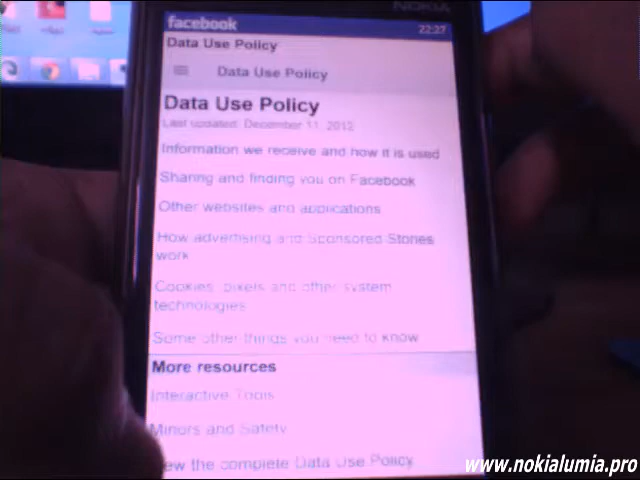 NOKIA
facebook 22:27
Data Use Policy
Data Use Policy
Data Use Policy
Last updated: December 11, 2012
Information we receive and how it is used
Sharing and finding you on Facebook
Other websites and applications
How advertising and Sponsored Stories
work
Cookies, pixels and other system
technologies
Some other things you need to know
More resources
Interactive Tools
Minors and Safety
View the complete Data Use Policy
www.nokialumia.pro